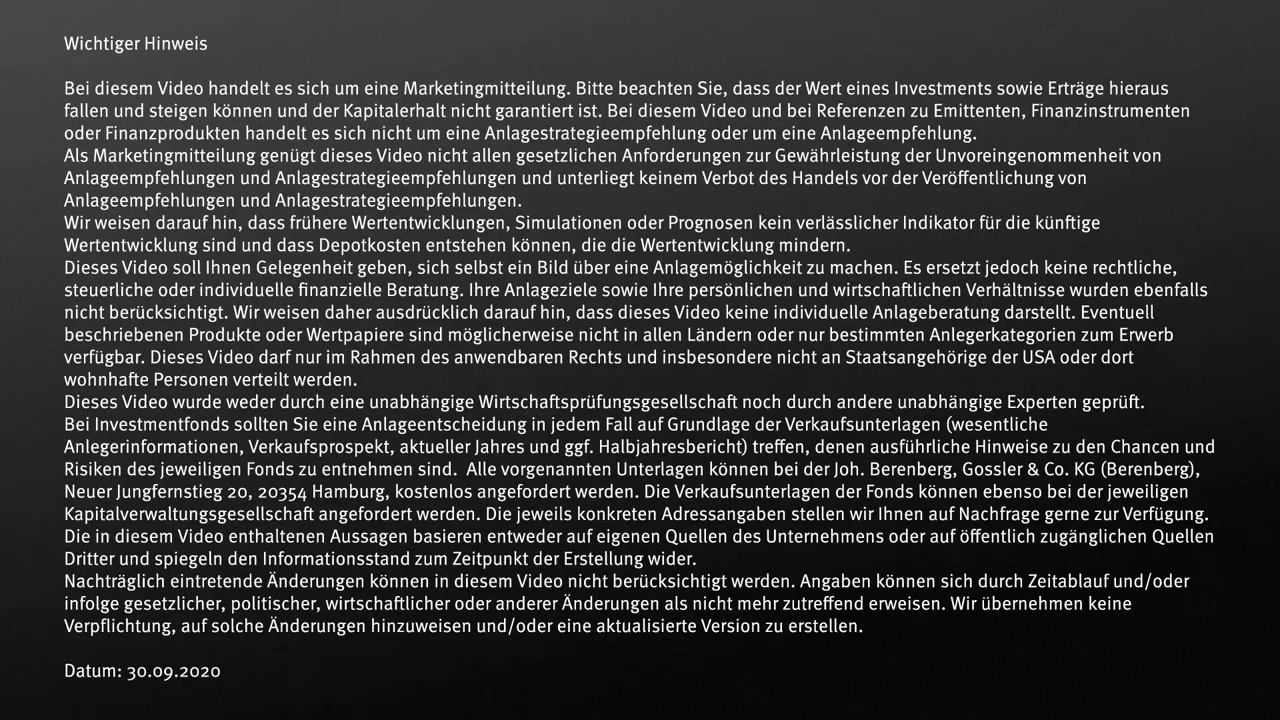 Wichtiger Hinweis
Bei diesem Video handelt es sich um eine Marketingmitteilung. Bitte beachten Sie, dass der Wert eines Investments sowie Erträge hieraus
fallen und steigen können und der Kapitalerhalt nicht garantiert ist. Bei diesem Video und bei Referenzen zu Emittenten, Finanzinstrumenten
oder Finanzprodukten handelt es sich nicht um eine Anlagestrategieempfehlung oder um eine Anlageempfehlung.
Als Marketingmitteilung genügt dieses Video nicht allen gesetzlichen Anforderungen zur Gewährleistung der Unvoreingenommenheit von
Anlageempfehlungen und Anlagestrategieempfehlungen und unterliegt keinem Verbot des Handels vor der Veröffentlichung von
Anlageempfehlungen und Anlagestrategieempfehlungen.
Wir weisen darauf hin, dass frühere Wertentwicklungen, Simulationen oder Prognosen kein verlässlicher Indikator für die künftige
Wertentwicklung sind und dass Depotkosten entstehen können, die die Wertentwicklung mindern.
Dieses Video soll Ihnen Gelegenheit geben, sich selbst ein Bild über eine Anlagemöglichkeit zu machen. Es ersetzt jedoch keine rechtliche,
steuerliche oder individuelle finanzielle Beratung. Ihre Anlageziele sowie Ihre persönlichen und wirtschaftlichen Verhältnisse wurden ebenfalls
nicht berücksichtigt. Wir weisen daher ausdrücklich darauf hin, dass dieses Video keine individuelle Anlageberatung darstellt. Eventuell
beschriebenen Produkte oder Wertpapiere sind möglicherweise nicht in allen Ländern oder nur bestimmten Anlegerkategorien zum Erwerb
verfügbar. Dieses Video darf nur im Rahmen des anwendbaren Rechts und insbesondere nicht an Staatsangehörige der USA oder dort
wohnhafte Personen verteilt werden.
Dieses Video wurde weder durch eine unabhängige Wirtschaftsprüfungsgesellschaft noch durch andere unabhängige Experten geprüft.
Bei Investmentfonds sollten Sie eine Anlageentscheidung in jedem Fall auf Grundlage der Verkaufsunterlagen (wesentliche
Anlegerinformationen, Verkaufsprospekt, aktueller Jahres und ggf. Halbjahresbericht) treffen, denen ausführliche Hinweise zu den Chancen und
Risiken des jeweiligen Fonds zu entnehmen sind. Alle vorgenannten Unterlagen können bei der Joh. Berenberg, Gossler & Co. KG (Berenberg),
Neuer Jungfernstieg 20, 20354 Hamburg, kostenlos angefordert werden. Die Verkaufsunterlagen der Fonds können ebenso bei der jeweiligen
Kapitalverwaltungsgesellschaft angefordert werden. Die jeweils konkreten Adressangaben stellen wir Ihnen auf Nachfrage gerne zur Verfügung.
Die in diesem Video enthaltenen Aussagen basieren entweder auf eigenen Quellen des Unternehmens oder auf öffentlich zugänglichen Quellen
Dritter und spiegeln den Informationsstand zum Zeitpunkt der Erstellung wider.
Nachträglich eintretende Änderungen können in diesem Video nicht berücksichtigt werden. Angaben können sich durch Zeitablauf und/oder
infolge gesetzlicher, politischer, wirtschaftlicher oder anderer Änderungen als nicht mehr zutreffend erweisen. Wir übernehmen keine
Verpflichtung, auf solche Änderungen hinzuweisen und/oder eine aktualisierte Version zu erstellen.
Datum: 30.09.2020